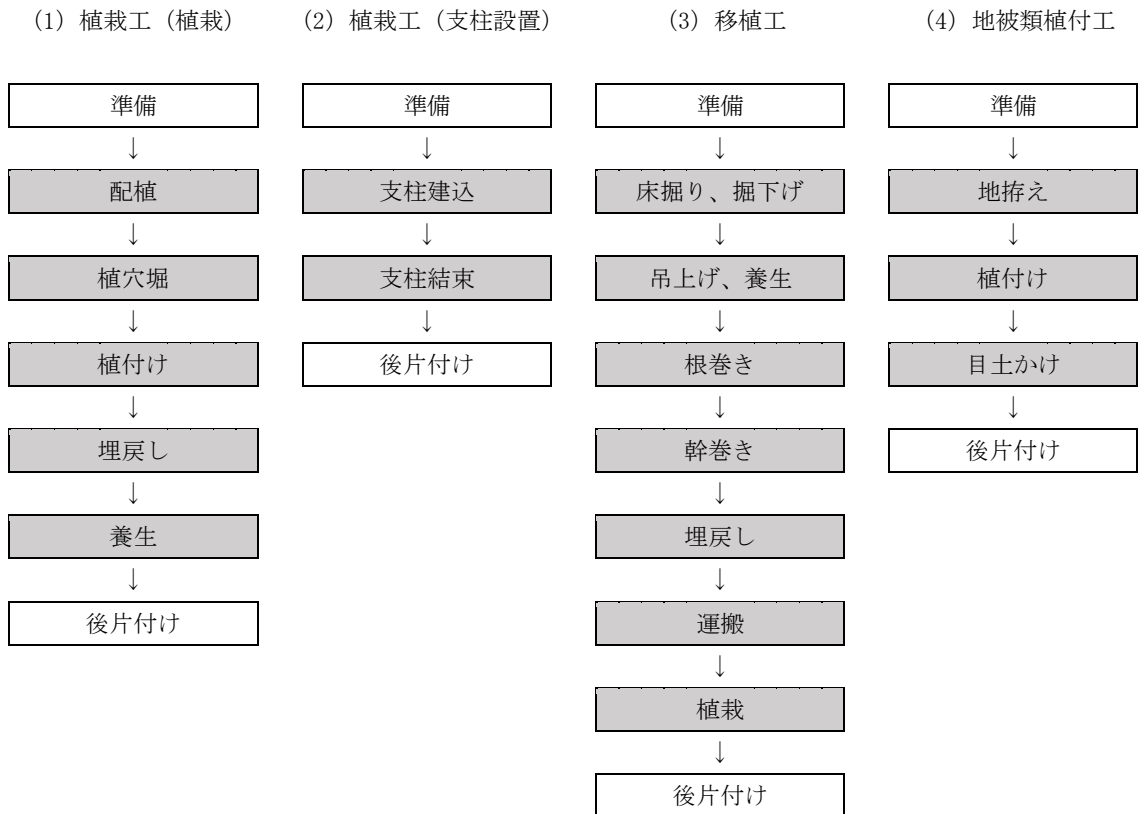 (1) 植栽工（植栽）
準備
↓
配植
↓
植穴堀
↓
植付け
↓
埋戻し
↓
養生
↓
後片付け
(2) 植栽工（支柱設置）
準備
↓
支柱建込
↓
支柱結束
↓
後片付け
(3) 移植工
準備
↓
床掘り、掘下げ
↓
吊上げ、養生
↓
根巻き
↓
幹巻き
↓
埋戻し
↓
運搬
↓
植栽
↓
後片付け
(4) 地被類植付工
準備
↓
地拵え
↓
植付け
↓
目土かけ
↓
後片付け